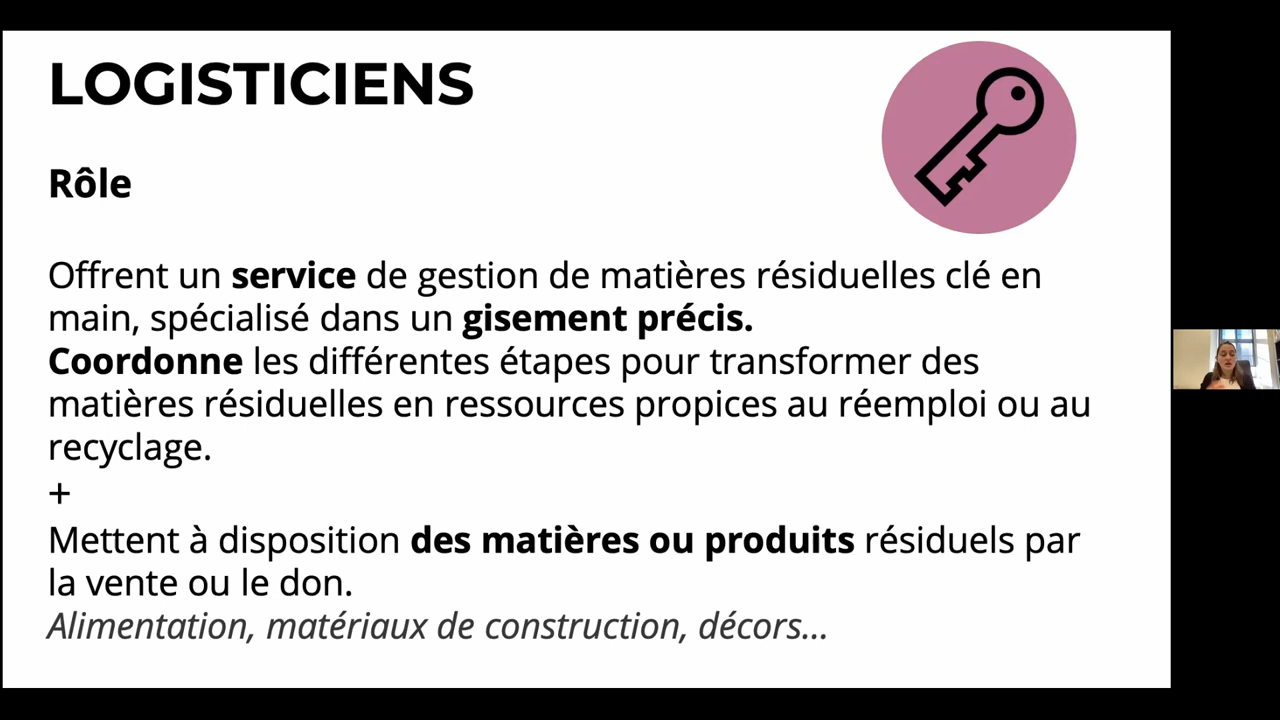 LOGISTICIENS
Rôle
Offrent un service de gestion de matières résiduelles clé en
main, spécialisé dans un gisement précis.
Coordonne les différentes étapes pour transformer des
matières résiduelles en ressources propices au réemploi ou au
recyclage.
+
Mettent à disposition des matières ou produits résiduels par
la vente ou le don.
Alimentation, matériaux de construction, décors...